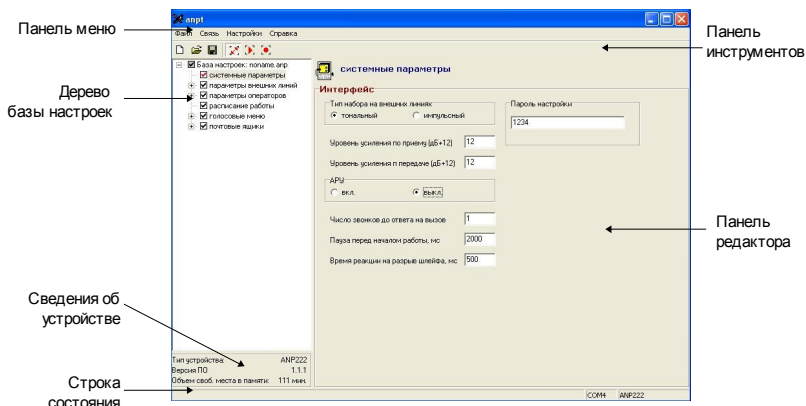 anpt
Панель меню
Файл Связь Настройки Справка
Панель
инструментов
База настроек: noname.anp
системные параметры
параметры внешних линий
параметры операторов
расписание работы
голосовые меню
почтовые ящики
Дерево
базы настроек
системные параметры
Интерфейс
Тип набора на внешних линиях
тональный импульсный
Пароль настройки
1234
Уровень усиления по приему (дБ+12) 12
Уровень усиления п передаче (дБ+12) 12
АРУ
вкл. выкл.
Число звонков до ответа на вызов 1
Пауза перед началом работы, мс 2000
Время реакции на разрыв шлейфа, мс 500
Панель
редактора
Сведения об
устройстве
Тип устройства: ANP222
Версия ПО 1.1.1
Объем своб. места в памяти: 111 мин.
Строка
состояния
COM4 ANP222